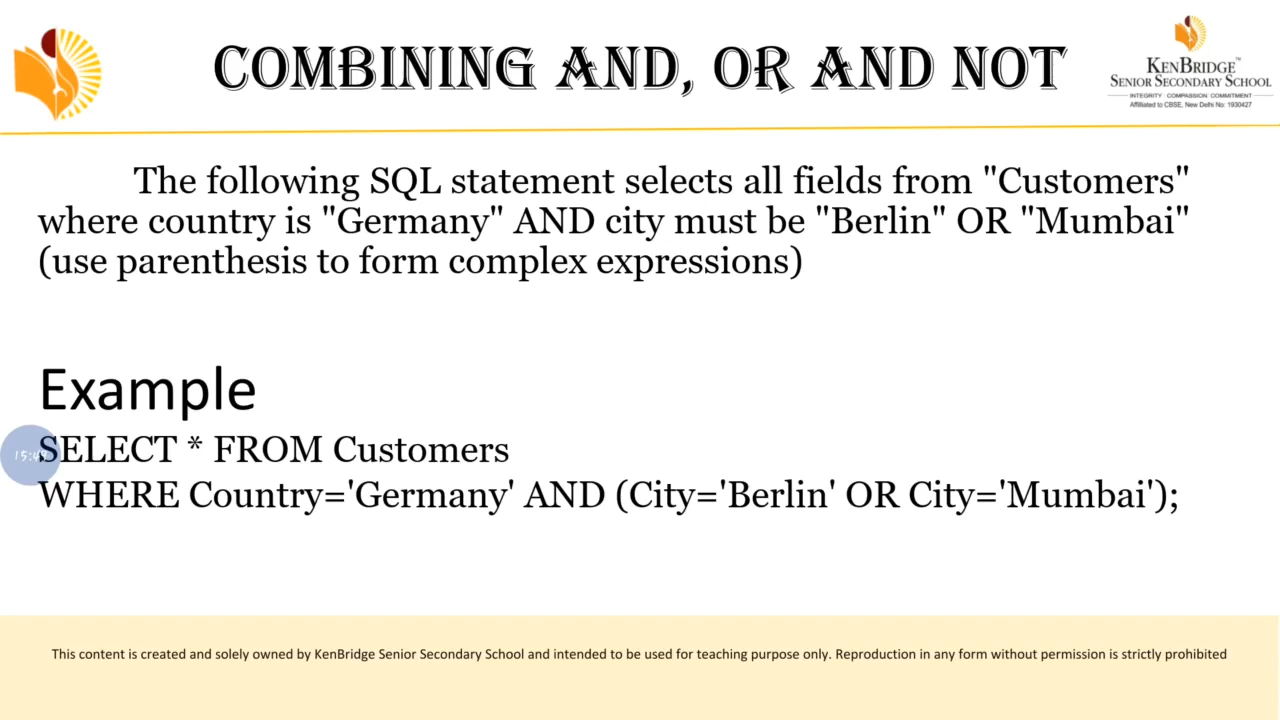 COMBINING AND, OR AND NOT
KENBRIDGE™
SENIOR SECONDARY SCHOOL
INTEGRITY COMPASSION COMMITMENT
Affiliated to CBSE, New Delhi No: 1930427
The following SQL statement selects all fields from "Customers"
where country is "Germany" AND city must be "Berlin" OR "Mumbai"
(use parenthesis to form complex expressions)
Example
SELECT * FROM Customers
WHERE Country='Germany' AND (City='Berlin' OR City='Mumbai');
This content is created and solely owned by KenBridge Senior Secondary School and intended to be used for teaching purpose only. Reproduction in any form without permission is strictly prohibited